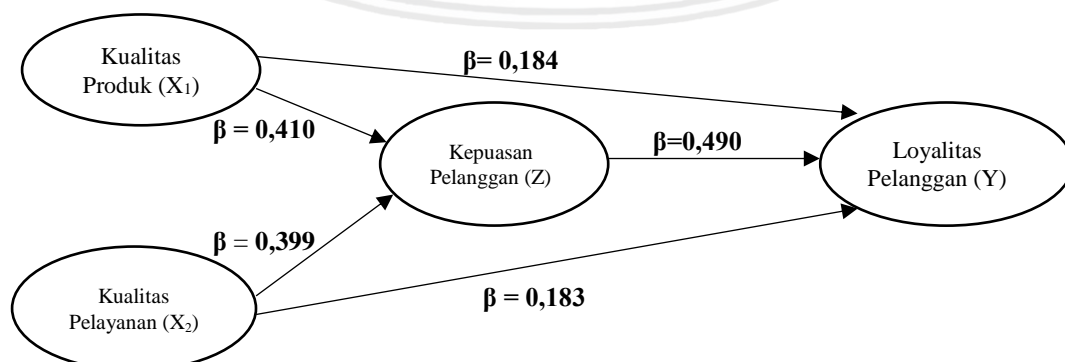 Kualitas
Produk (X₁)
β= 0,184
β = 0,410
Kepuasan
Pelanggan (Z)
β=0,490
Loyalitas
Pelanggan (Y)
β = 0,399
Kualitas
Pelayanan (X₂)
β = 0,183